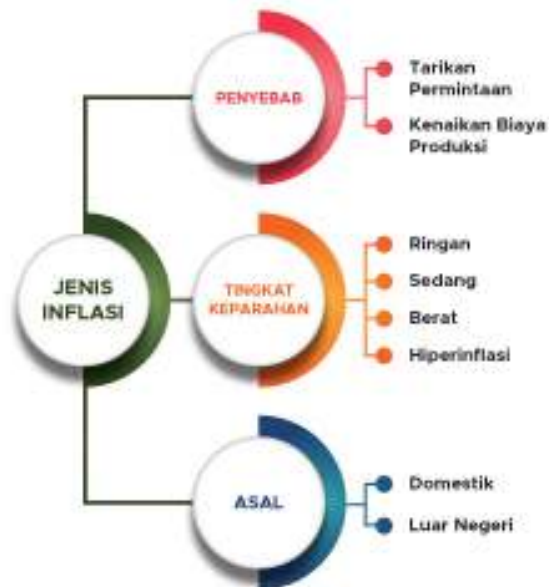 JENIS
INFLASI
PENYEBAB
Tarikan
Permintaan
Kenaikan Biaya
Produksi
TINGKAT
KEPARAHAN
Ringan
Sedang
Berat
Hiperinflasi
ASAL
Domestik
Luar Negeri